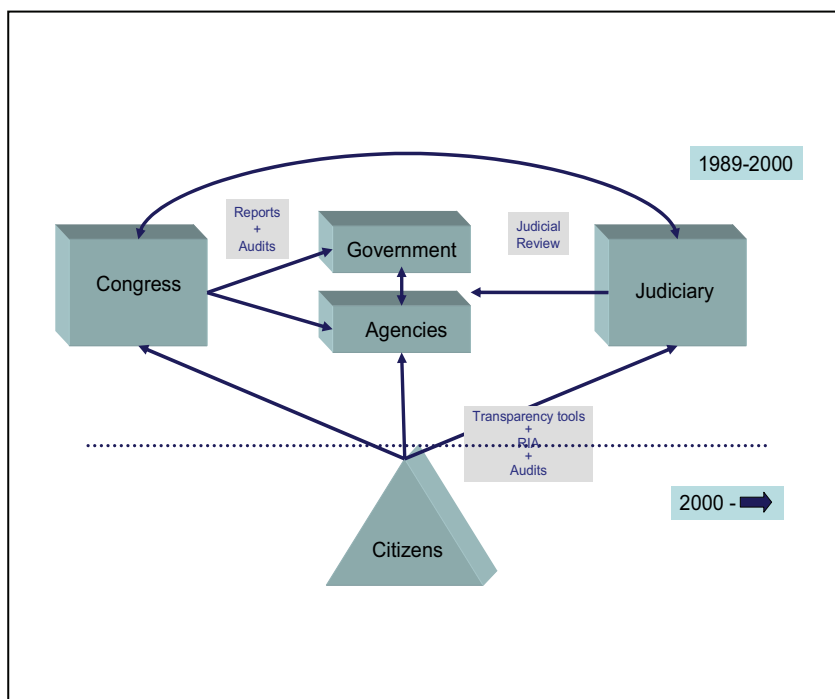 1989-2000
Reports
+
Audits
Government
Judicial
Review
Congress
Judiciary
Agencies
Transparency tools
+
RIA
+
Audits
2000 -
Citizens